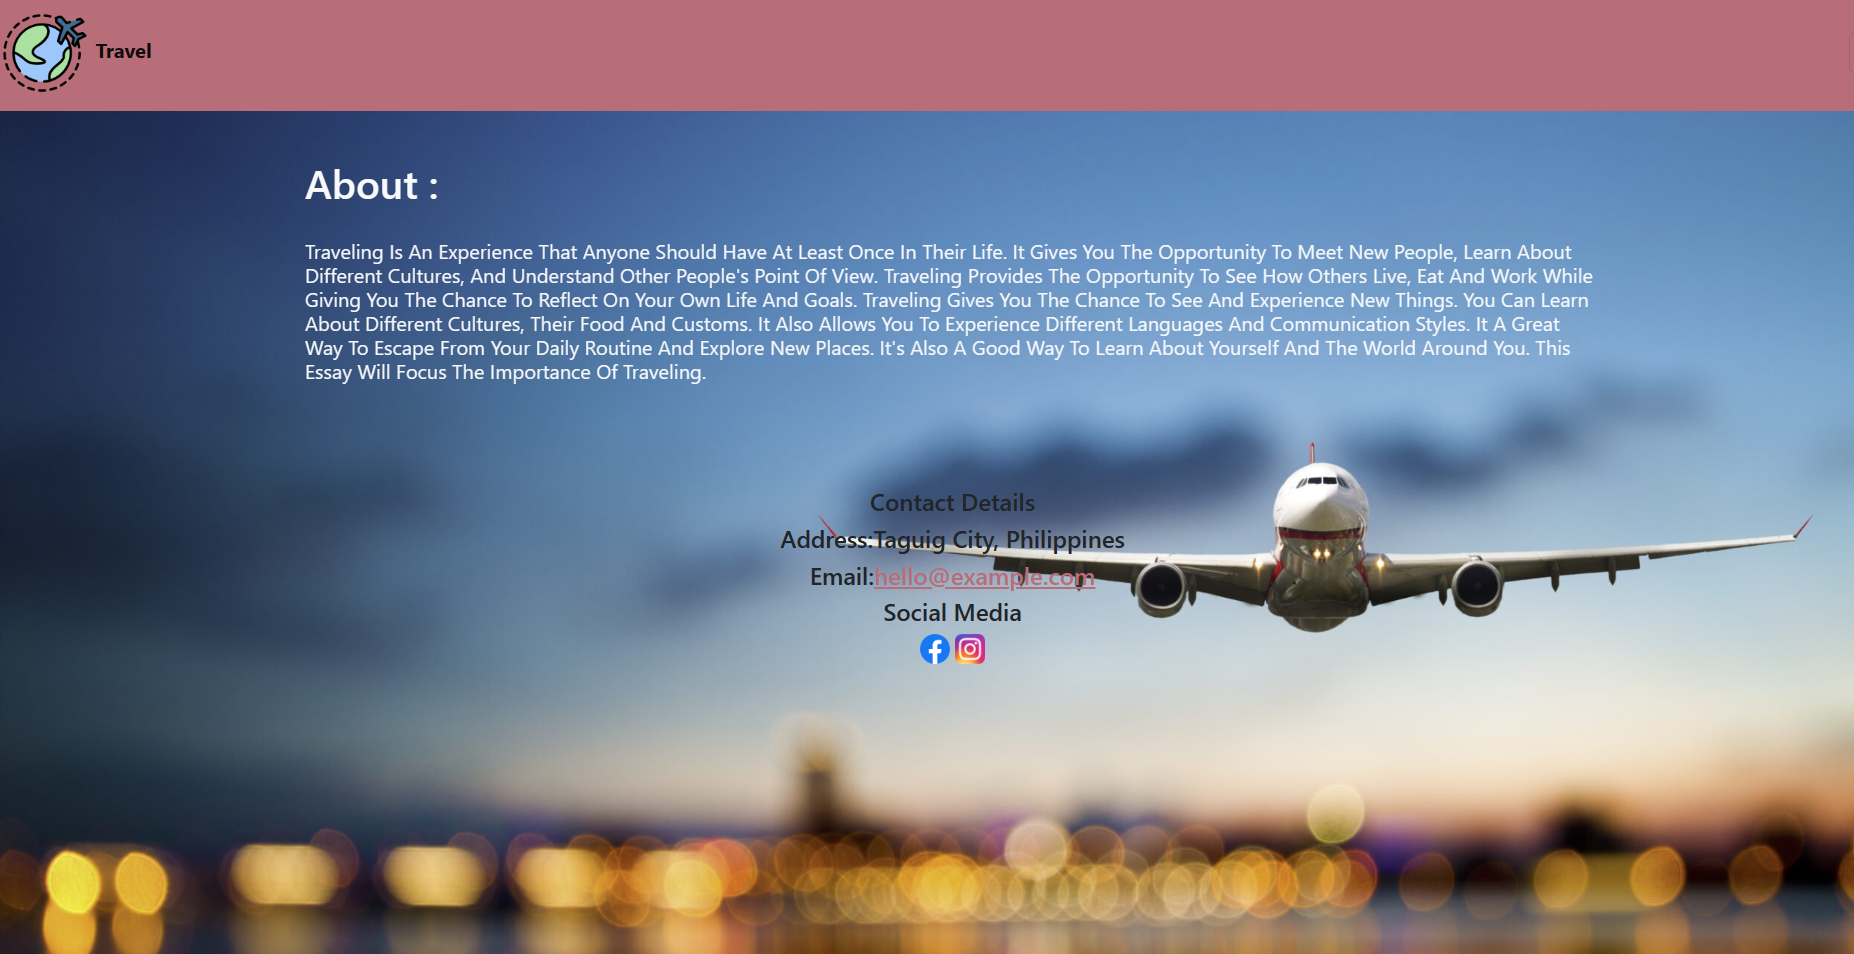 Travel
About :
Traveling Is An Experience That Anyone Should Have At Least Once In Their Life. It Gives You The Opportunity To Meet New People, Learn About
Different Cultures, And Understand Other People's Point Of View. Traveling Provides The Opportunity To See How Others Live, Eat And Work While
Giving You The Chance To Reflect On Your Own Life And Goals. Traveling Gives You The Chance To See And Experience New Things. You Can Learn
About Different Cultures, Their Food And Customs. It Also Allows You To Experience Different Languages And Communication Styles. It A Great
Way To Escape From Your Daily Routine And Explore New Places. It's Also A Good Way To Learn About Yourself And The World Around You. This
Essay Will Focus The Importance Of Traveling.
Contact Details
Address:Taguig City, Philippines
Email:hello@example.com
Social Media